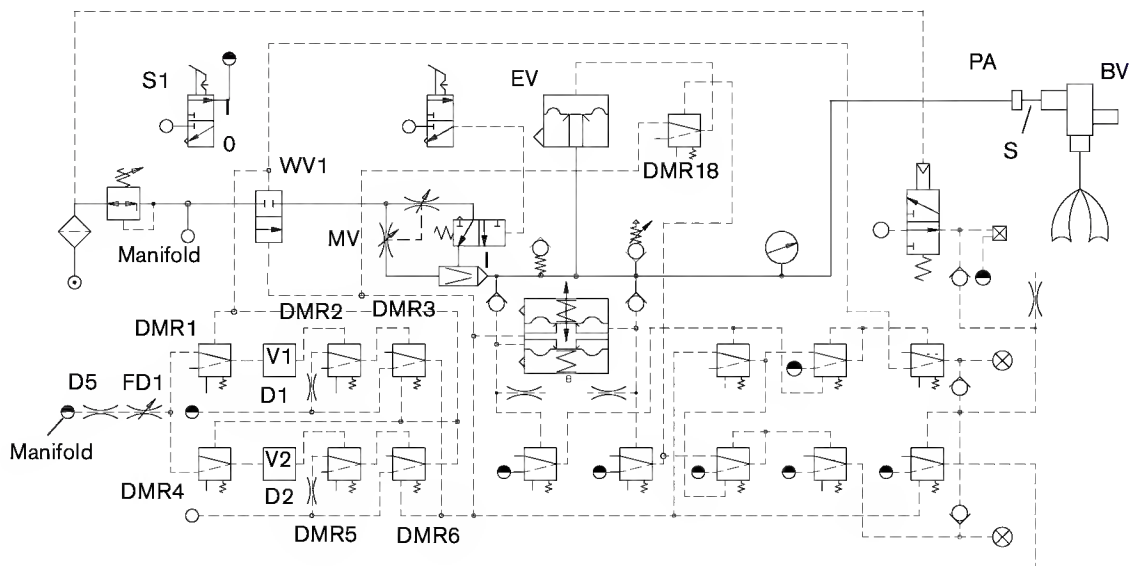 PA
BV
S1
EV
I
S
O
WV1
DMR18
MV
Manifold
I
DMR2
DMR3
DMR1
V1
D5
FD1
D1
Manifold
V2
DMR4
D2
DMR5
DMR6